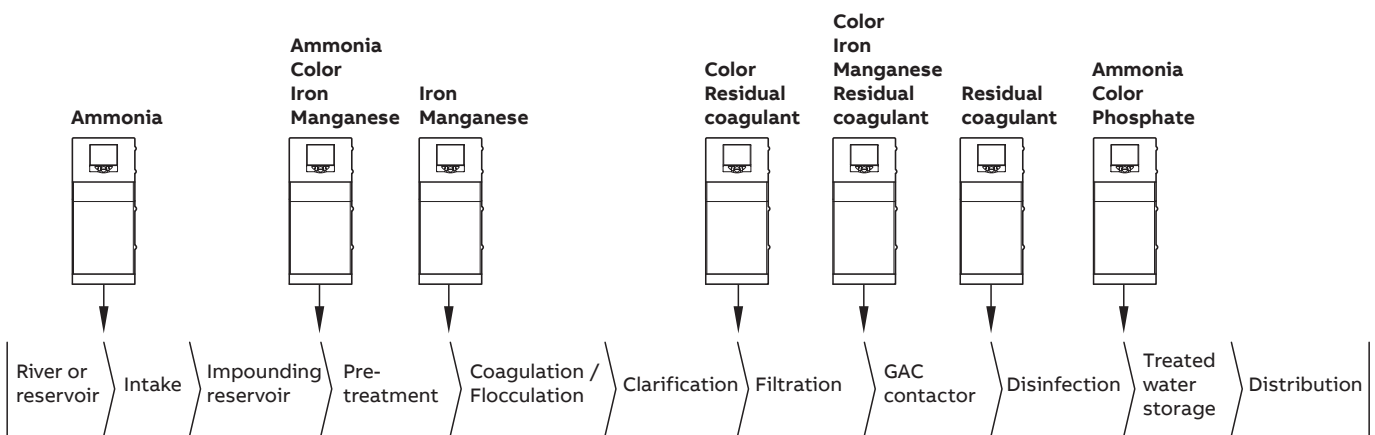 Ammonia
Ammonia
Color
Iron
Manganese
Iron
Manganese
Color
Residual
coagulant
Color
Iron
Manganese
Residual
coagulant
Residual
coagulant
Ammonia
Color
Phosphate
River or
reservoir
Intake
Impounding
reservoir
Pre-
treatment
Coagulation /
Flocculation
Clarification
Filtration
GAC
contactor
Disinfection
Treated
water
storage
Distribution